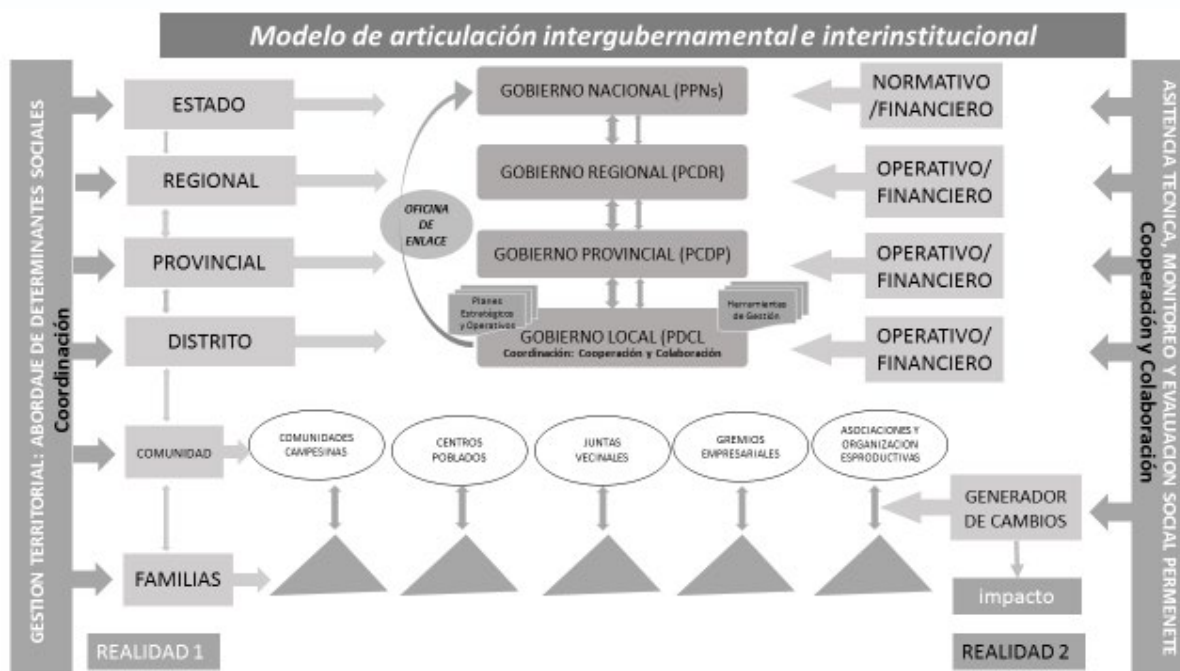 Modelo de articulación intergubernamental e interinstitucional
GESTION TERRITORIAL: ABORDAJE DE DETERMINANTES SOCIALES
Coordinación
ESTADO
REGIONAL
PROVINCIAL
DISTRITO
COMUNIDAD
FAMILIAS
REALIDAD 1
OFICINA
DE
ENLACE
GOBIERNO NACIONAL (PPNs)
GOBIERNO REGIONAL (PCDR)
GOBIERNO PROVINCIAL (PCDP)
Planes
Estratégicos
y Operativos
Herramientas
de Gestión
GOBIERNO LOCAL (PDCL
Coordinación: Cooperación y Colaboración
COMUNIDADES
CAMPESINAS
CENTROS
POBLADOS
JUNTAS
VECINALES
GREMIOS
EMPRESARIALES
ASOCIACIONES Y
ORGANIZACION
ESPRODUCTIVAS
NORMATIVO
/FINANCIERO
OPERATIVO/
FINANCIERO
OPERATIVO/
FINANCIERO
OPERATIVO/
FINANCIERO
GENERADOR
DE CAMBIOS
impacto
REALIDAD 2
Cooperación y Colaboración
ASITENCIA TECNICA, MONITOREO Y EVALUACION SOCIAL PERMENETE